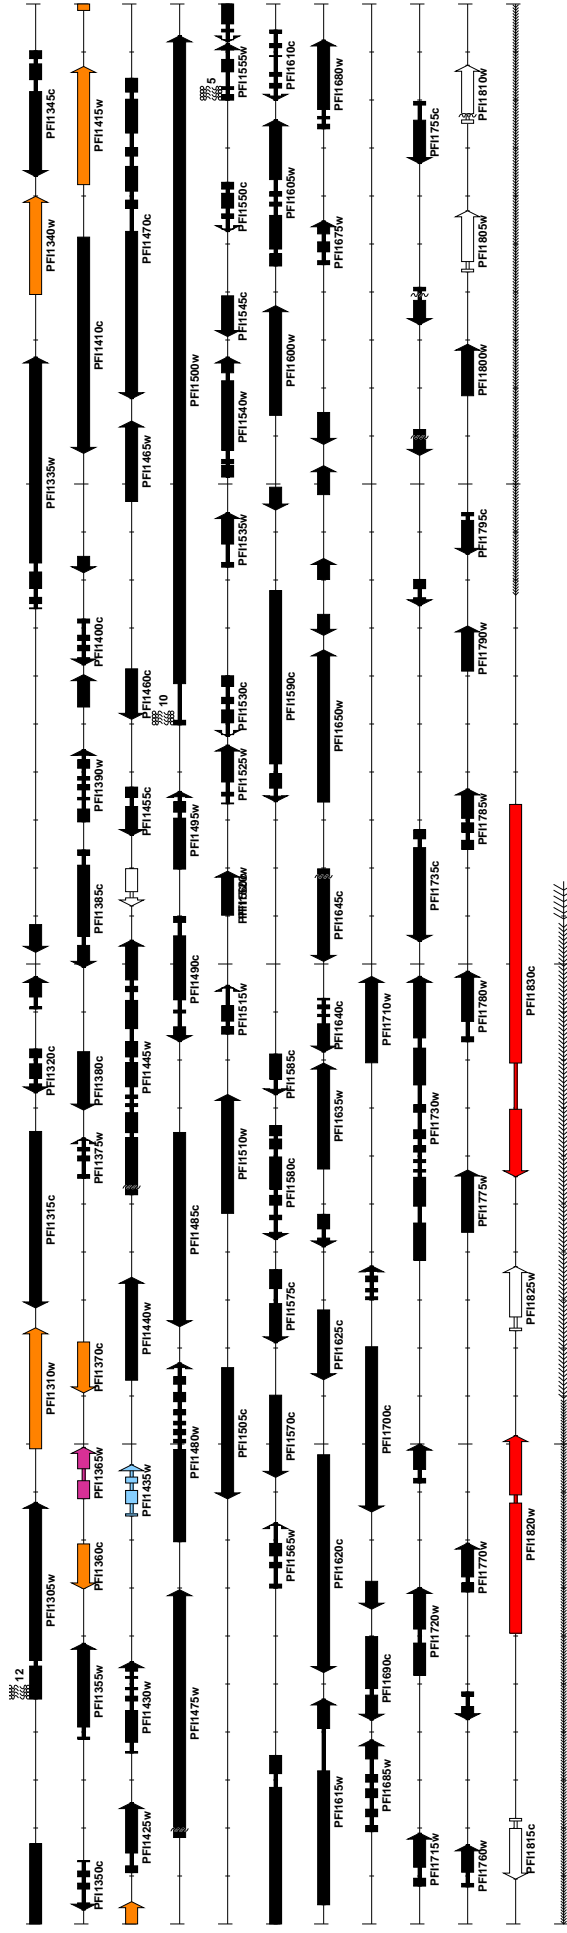 12
PFI1305w PFI1310w PFI1315c PFI1320c PFI1335w PFI1340w PFI1345c
PFI1350c PFI1355w PFI1360c PFI1365w PFI1370c PFI1375w PFI1380c PFI1385c PFI1390w PFI1400c PFI1410c PFI1415w
PFI1425w PFI1430w PFI1435w PFI1440w PFI1445w PFI1455c PFI1460c PFI1465w PFI1470c
10
PFI1475w PFI1480w PFI1485c PFI1490c PFI1495w PFI1500w
5
PFI1505c PFI1510w PFI1515w PFI1525w PFI1530c PFI1535w PFI1540w PFI1545c PFI1550c PFI1555w
PFI1565w PFI1570c PFI1575c PFI1580c PFI1585c PFI1590c PFI1600w PFI1605w PFI1610c
PFI1615w PFI1620c PFI1625c PFI1635w PFI1640c PFI1645c PFI1650w PFI1675w PFI1680w
PFI1685w PFI1690c PFI1700c PFI1710w
PFI1715w PFI1720w PFI1730w PFI1735c PFI1755c
PFI1760w PFI1770w PFI1775w PFI1780w PFI1785w PFI1790w PFI1795c PFI1800w PFI1805w PFI1810w
PFI1815c PFI1820w PFI1825w PFI1830c